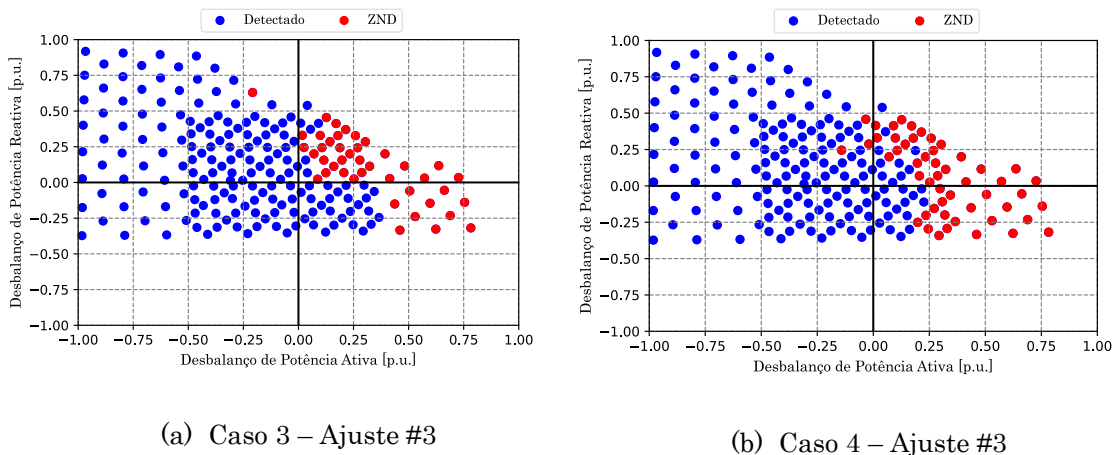 Detectado ZND
1.00
0.75
0.50
0.25
0.00
−0.25
−0.50
−0.75
−1.00
−1.00 −0.75 −0.50 −0.25 0.00 0.25 0.50 0.75 1.00
Desbalanço de Potência Reativa [p.u.]
Desbalanço de Potência Ativa [p.u.]
(a) Caso 3 – Ajuste #3
Detectado ZND
1.00
0.75
0.50
0.25
0.00
−0.25
−0.50
−0.75
−1.00
−1.00 −0.75 −0.50 −0.25 0.00 0.25 0.50 0.75 1.00
Desbalanço de Potência Reativa [p.u.]
Desbalanço de Potência Ativa [p.u.]
(b) Caso 4 – Ajuste #3